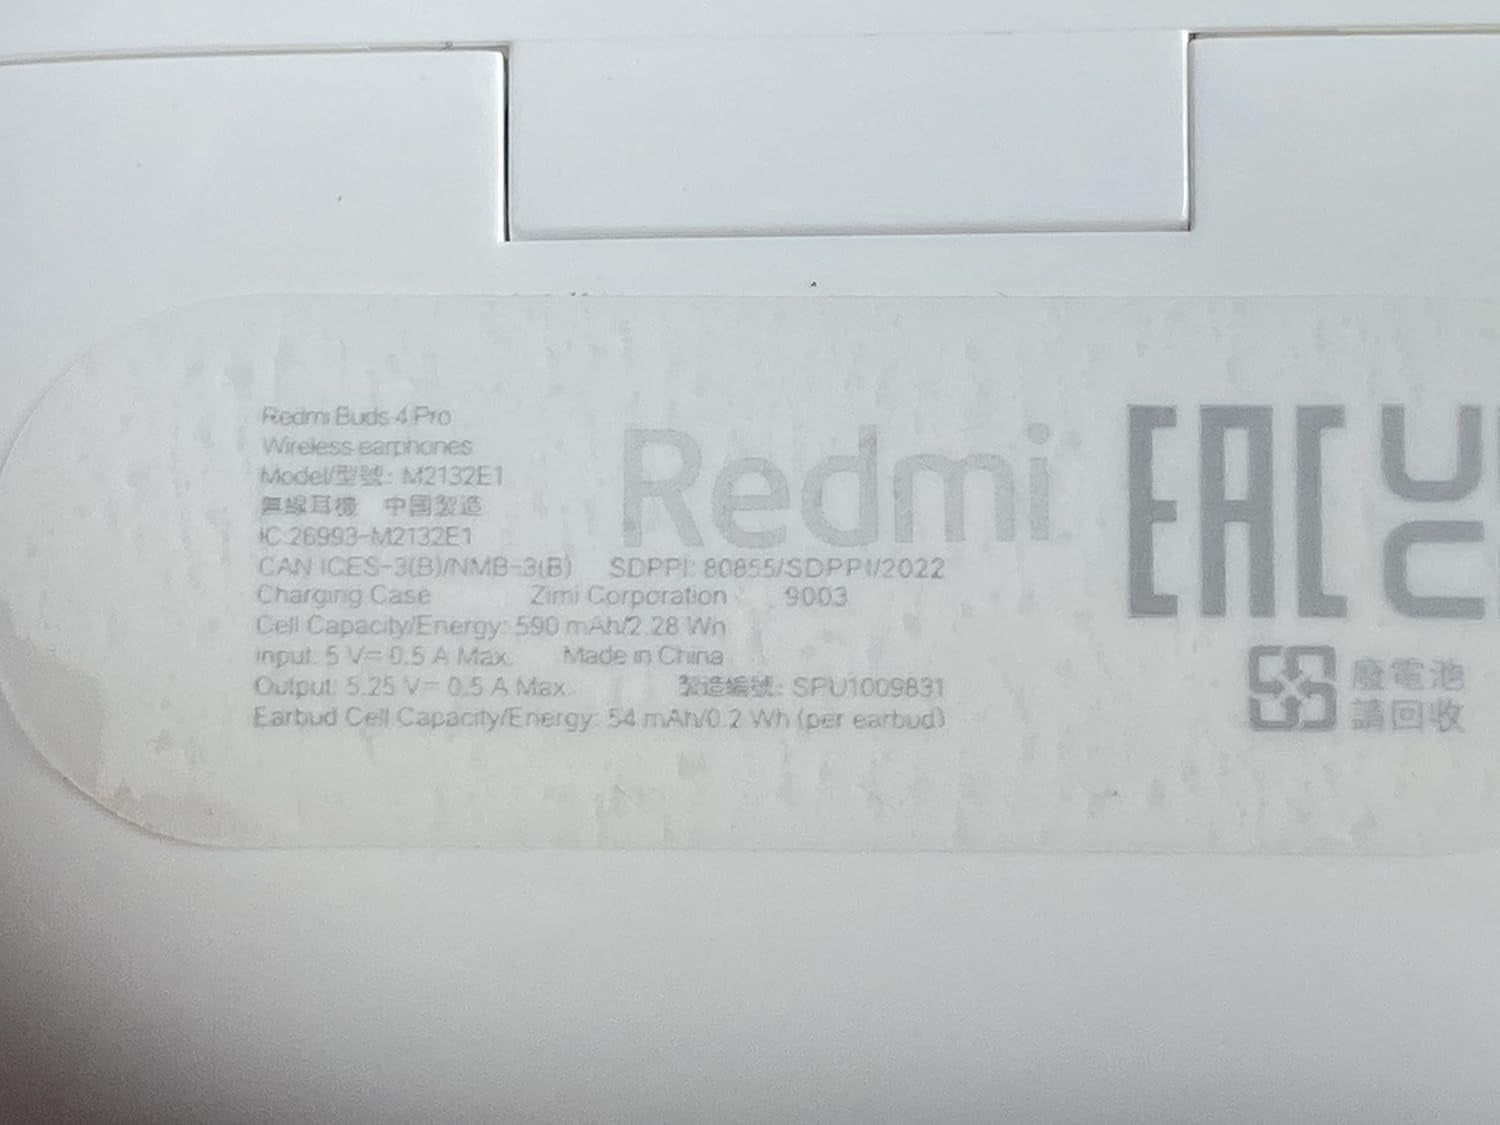 Redmi Buds 4 Pro
Wireless earphones
Model/型號: M2132E1
無線耳機 中國製造
IC:26993-M2132E1
CAN ICES-3(B)/NMB-3(B) SDPPI: 80855/SDPPI/2022
Charging Case Zimi Corporation 9003
Cell Capacity/Energy: 590 mAh/2.28 Wh
Input: 5 V⎓ 0.5 A Max. Made in China
Output: 5.25 V⎓ 0.5 A Max. 製造編號: SPU1009831
Earbud Cell Capacity/Energy: 54 mAh/0.2 Wh (per earbud)
Redmi
EAC
廢電池
請回收